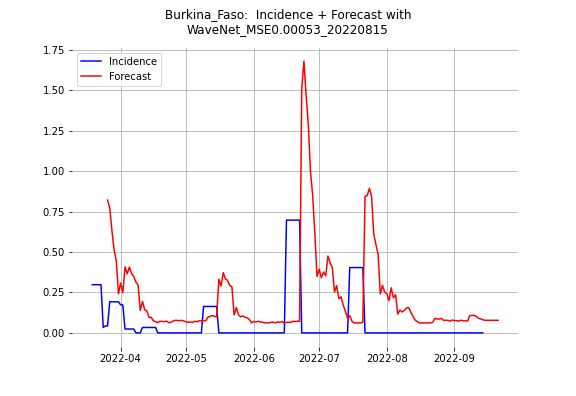 Burkina_Faso:  Incidence + Forecast with
WaveNet_MSE0.00053_20220815
Incidence
Forecast
1.75
1.50
1.25
1.00
0.75
0.50
0.25
0.00
2022-04 2022-05 2022-06 2022-07 2022-08 2022-09